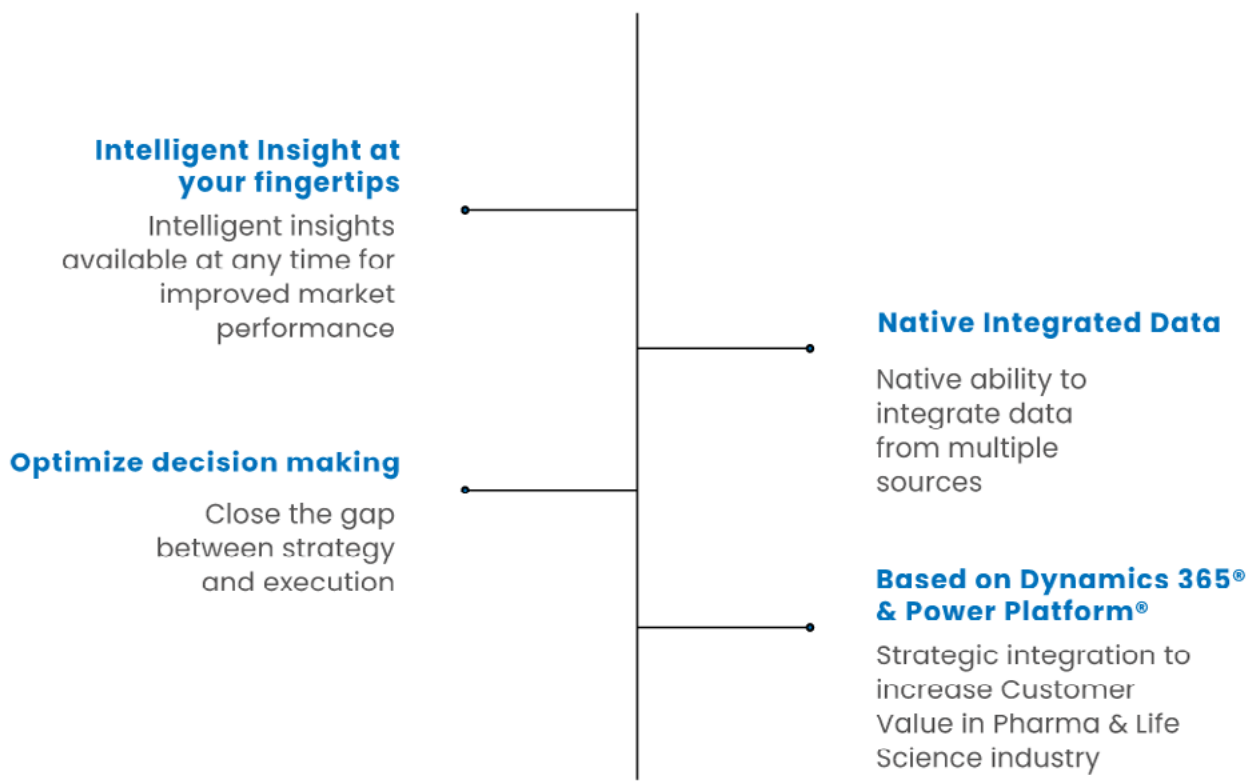 Intelligent Insight at
your fingertips
Intelligent insights
available at any time for
improved market
performance
Native Integrated Data
Native ability to
integrate data
from multiple
sources
Optimize decision making
Close the gap
between strategy
and execution
Based on Dynamics 365®
& Power Platform®
Strategic integration to
increase Customer
Value in Pharma & Life
Science industry